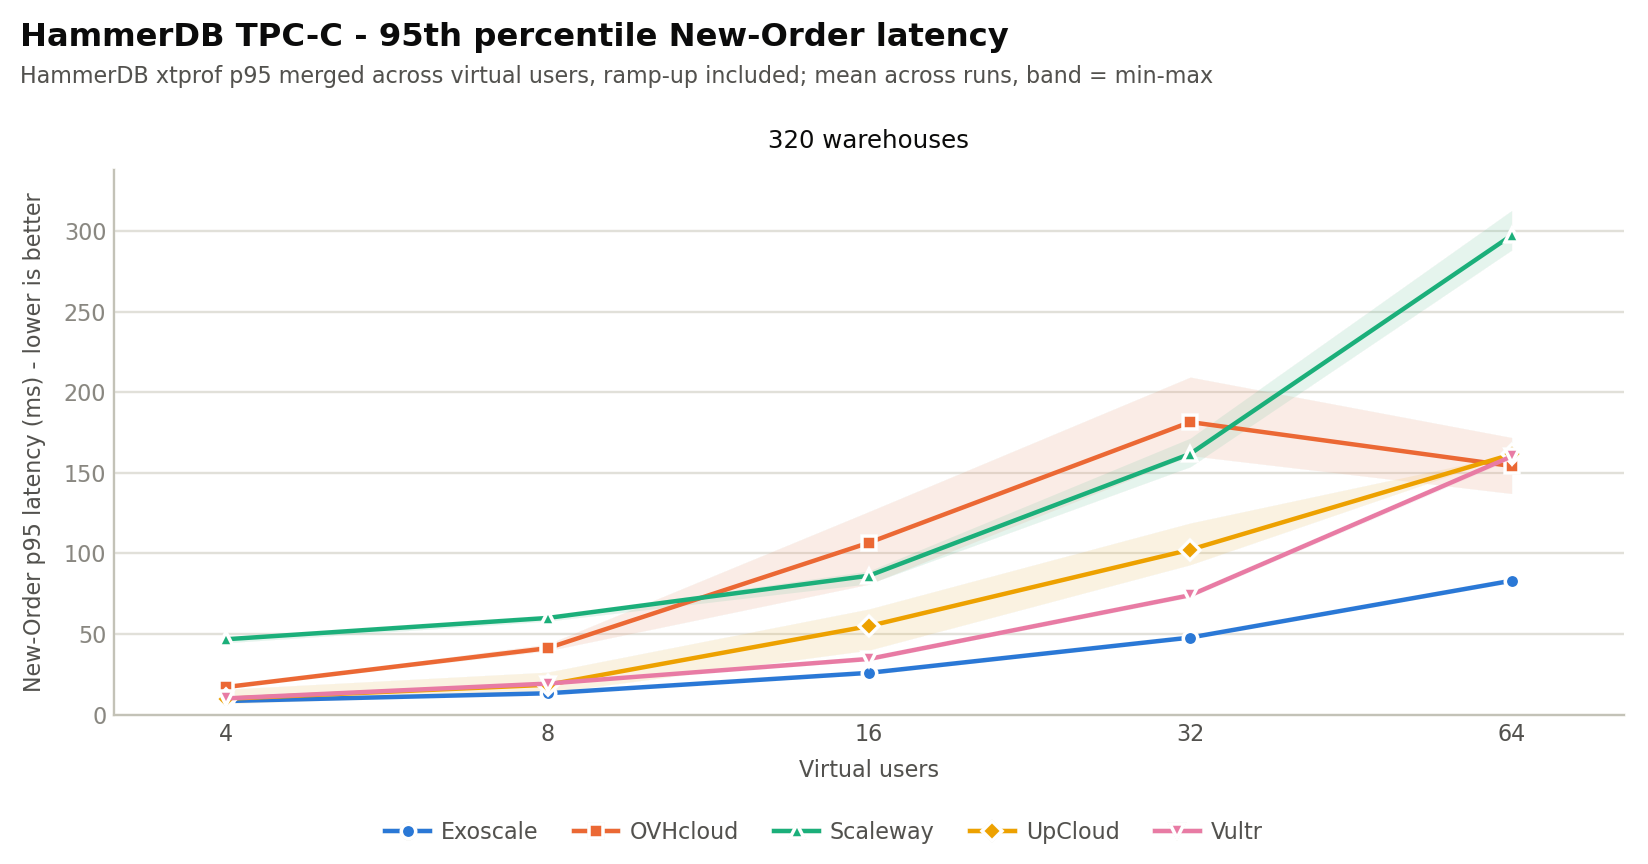 HammerDB TPC-C - 95th percentile New-Order latency
HammerDB xtprof p95 merged across virtual users, ramp-up included; mean across runs, band = min-max
320 warehouses
New-Order p95 latency (ms) - lower is better
300
250
200
150
100
50
0
4 8 16 32 64
Virtual users
Exoscale OVHcloud Scaleway UpCloud Vultr